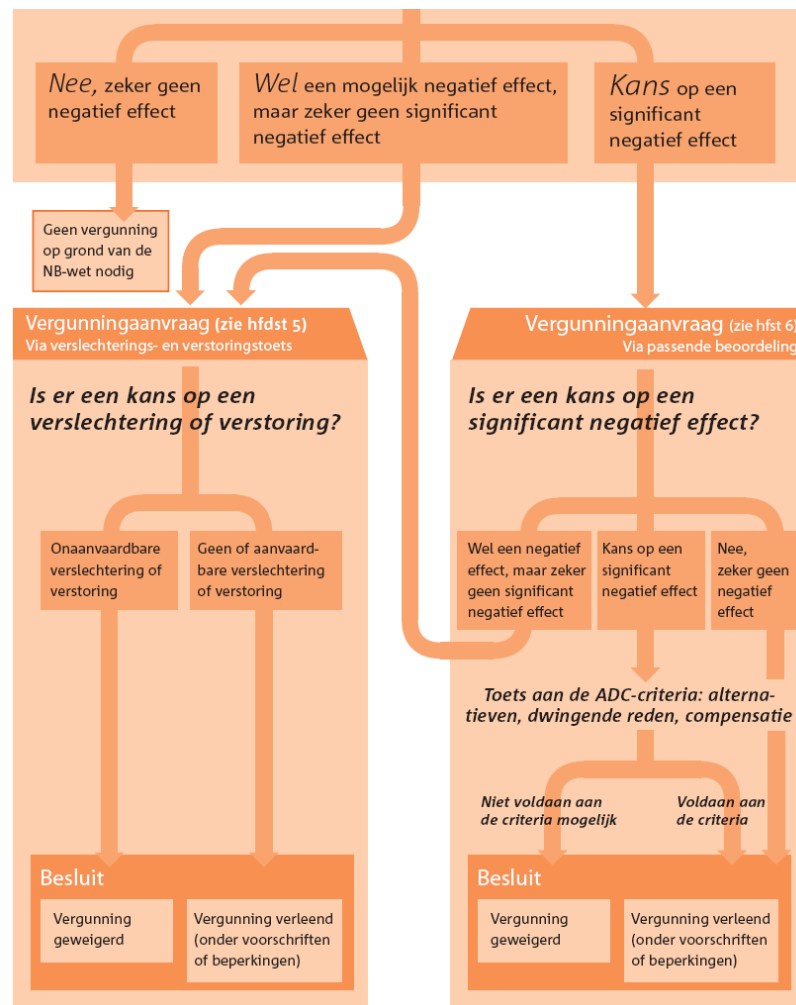 Nee, zeker geen
negatief effect
Wel een mogelijk negatief effect,
maar zeker geen significant
negatief effect
Kans op een
significant
negatief effect
Geen vergunning
op grond van de
NB-wet nodig
Vergunningaanvraag (zie hfdst 5)
Via verslechterings- en verstoringstoets
Is er een kans op een
verslechtering of verstoring?
Onaanvaardbare
verslechtering of
verstoring
Geen of aanvaard-
bare verslechtering
of verstoring
Besluit
Vergunning
geweigerd
Vergunning verleend
(onder voorschriften
of beperkingen)
Vergunningaanvraag (zie hfst 6)
Via passende beoordeling
Is er een kans op een
significant negatief effect?
Wel een negatief
effect, maar zeker
geen significant
negatief effect
Kans op een
significant
negatief effect
Nee,
zeker geen
negatief
effect
Toets aan de ADC-criteria: alterna-
tieven, dwingende reden, compensatie
Niet voldaan aan
de criteria mogelijk
Voldaan aan
de criteria
Besluit
Vergunning
geweigerd
Vergunning verleend
(onder voorschriften
of beperkingen)